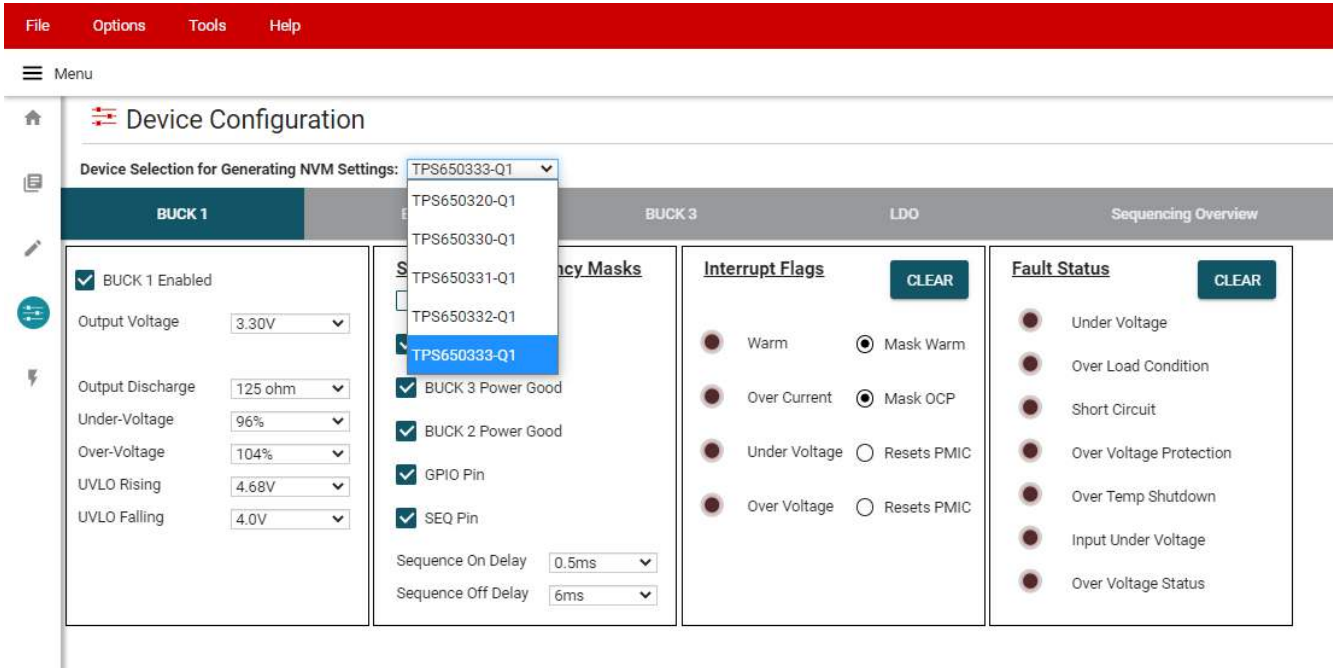 File Options Tools Help
Menu
Device Configuration
Device Selection for Generating NVM Settings: TPS650333-Q1
TPS650320-Q1
TPS650330-Q1
TPS650331-Q1
TPS650332-Q1
TPS650333-Q1
BUCK 1 BUCK 3 LDO Sequencing Overview
BUCK 1 Enabled
Output Voltage 3.30V
Output Discharge 125 ohm
Under-Voltage 96%
Over-Voltage 104%
UVLO Rising 4.68V
UVLO Falling 4.0V
Masks
BUCK 3 Power Good
BUCK 2 Power Good
GPIO Pin
SEQ Pin
Sequence On Delay 0.5ms
Sequence Off Delay 6ms
Interrupt Flags CLEAR
Warm Mask Warm
Over Current Mask OCP
Under Voltage Resets PMIC
Over Voltage Resets PMIC
Fault Status CLEAR
Under Voltage
Over Load Condition
Short Circuit
Over Voltage Protection
Over Temp Shutdown
Input Under Voltage
Over Voltage Status